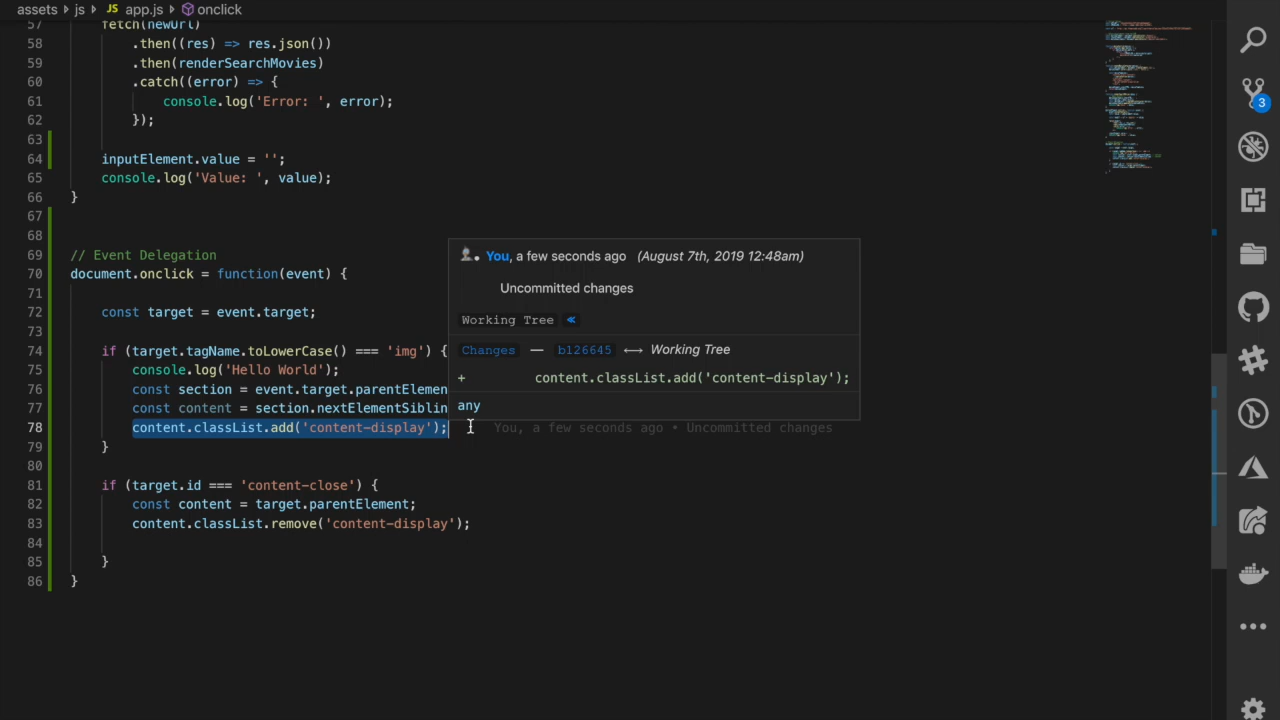 assets js JS app.js onclick
57 fetch(newUrl)
58 .then((res) => res.json())
59 .then(renderSearchMovies)
60 .catch((error) => {
61 console.log('Error: ', error);
62 });
63
64 inputElement.value = '';
65 console.log('Value: ', value);
66 }
67
68
69 // Event Delegation
70 document.onclick = function(event) {
71
72 const target = event.target;
73
74 if (target.tagName.toLowerCase() === 'img') {
75 console.log('Hello World');
76 const section = event.target.parentElemen
77 const content = section.nextElementSiblin
78 content.classList.add('content-display'); You, a few seconds ago • Uncommitted changes
79 }
80
81 if (target.id === 'content-close') {
82 const content = target.parentElement;
83 content.classList.remove('content-display');
84
85 }
86 }
You, a few seconds ago (August 7th, 2019 12:48am)
Uncommitted changes
Working Tree
Changes — b126645 ⟷ Working Tree
+ content.classList.add('content-display');
any
3